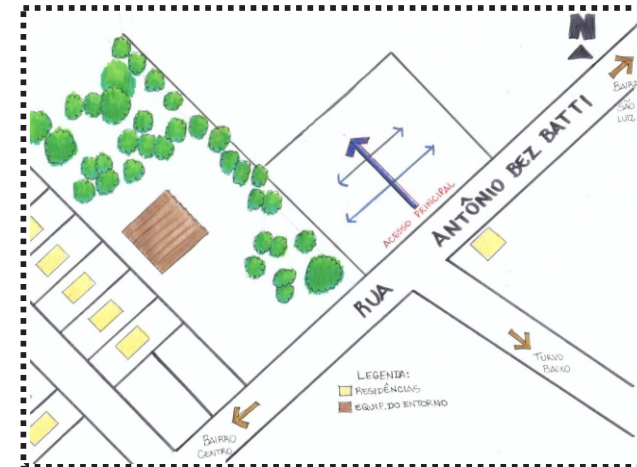 N
BAIRRO
SÃO
LUIZ
ACESSO PRINCIPAL
RUA ANTÔNIO BEZ BATTI
TURVO
BAIXO
LEGENDA:
RESIDÊNCIAS
EQUIP. DO ENTORNO
BAIRRO
CENTRO